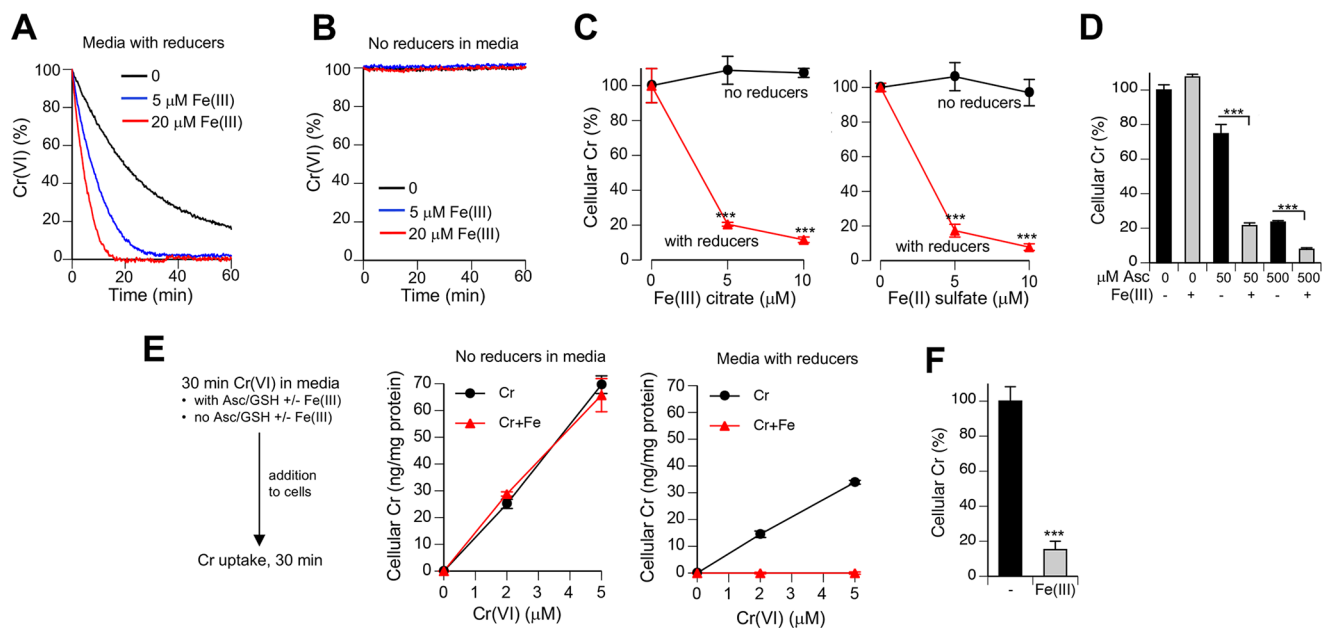 A
Media with reducers
Cr(VI) (%)
100
80
60
40
20
0
0
5 μM Fe(III)
20 μM Fe(III)
0 20 40 60
Time (min)
B
No reducers in media
Cr(VI) (%)
100
80
60
40
20
0
0
5 μM Fe(III)
20 μM Fe(III)
0 20 40 60
Time (min)
C
Cellular Cr (%)
100
80
60
40
20
0
no reducers
***
***
with reducers
0 5 10
Fe(III) citrate (μM)
100
80
60
40
20
0
no reducers
***
***
with reducers
0 5 10
Fe(II) sulfate (μM)
D
Cellular Cr (%)
100
80
60
40
20
0
***
***
μM Asc 0 0 50 50 500 500
Fe(III) - + - + - +
E
30 min Cr(VI) in media
• with Asc/GSH +/- Fe(III)
• no Asc/GSH +/- Fe(III)
addition
to cells
Cr uptake, 30 min
No reducers in media
Cellular Cr (ng/mg protein)
70
60
50
40
30
20
10
0
Cr
Cr+Fe
0 1 2 3 4 5
Cr(VI) (μM)
Media with reducers
Cellular Cr (ng/mg protein)
70
60
50
40
30
20
10
0
Cr
Cr+Fe
0 1 2 3 4 5
Cr(VI) (μM)
F
Cellular Cr (%)
100
80
60
40
20
0
***
- Fe(III)